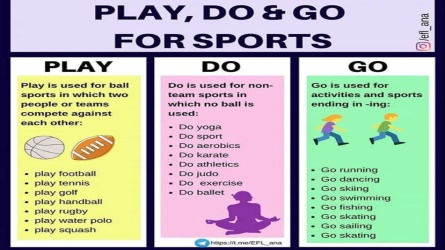 PLAY, DO & GO
FOR SPORTS
@/efl_ana
PLAY
Play is used for ball
sports in which two
people or teams
compete against
each other:
• play football
• play tennis
• play golf
• play handball
• play rugby
• play water polo
• play squash
DO
Do is used for non-
team sports in
which no ball is
used:
• Do yoga
• Do sport
• Do aerobics
• Do karate
• Do athletics
• Do judo
• Do exercise
• Do ballet
https://t.me/EFL_ana
GO
Go is used for
activities and sports
ending in -ing:
• Go running
• Go dancing
• Go skiing
• Go swimming
• Go fishing
• Go skating
• Go sailing
• Go skating